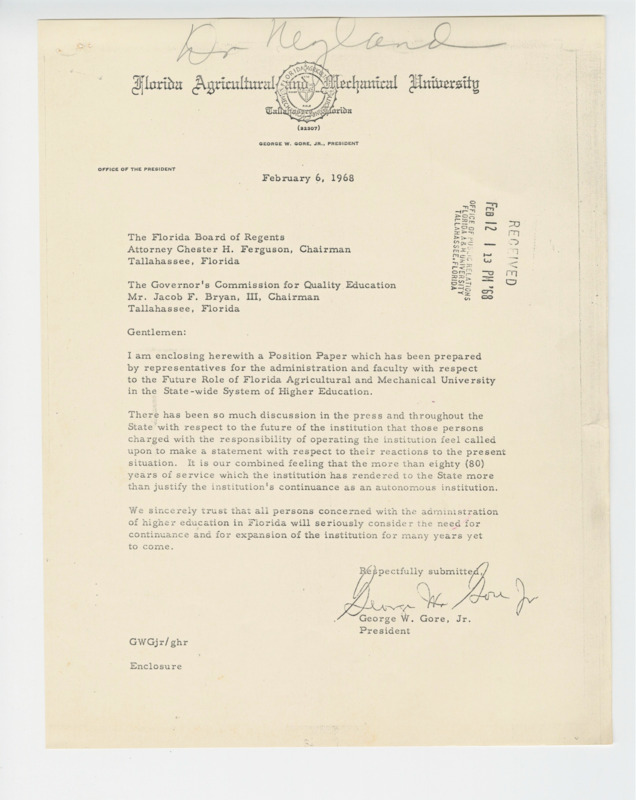 Dr Neyland
Florida Agricultural and Mechanical University
Tallahassee, Florida
(32307)
GEORGE W. GORE, JR., PRESIDENT
OFFICE OF THE PRESIDENT
February 6, 1968
RECEIVED
FEB 12 1 13 PM '68
OFFICE OF PUBLIC RELATIONS
FLORIDA A & M UNIVERSITY
TALLAHASSEE, FLORIDA
The Florida Board of Regents
Attorney Chester H. Ferguson, Chairman
Tallahassee, Florida
The Governor's Commission for Quality Education
Mr. Jacob F. Bryan, III, Chairman
Tallahassee, Florida
Gentlemen:
I am enclosing herewith a Position Paper which has been prepared
by representatives for the administration and faculty with respect
to the Future Role of Florida Agricultural and Mechanical University
in the State-wide System of Higher Education.
There has been so much discussion in the press and throughout the
State with respect to the future of the institution that those persons
charged with the responsibility of operating the institution feel called
upon to make a statement with respect to their reactions to the present
situation. It is our combined feeling that the more than eighty (80)
years of service which the institution has rendered to the State more
than justify the institution's continuance as an autonomous institution.
We sincerely trust that all persons concerned with the administration
of higher education in Florida will seriously consider the need for
continuance and for expansion of the institution for many years yet
to come.
Respectfully submitted,
George W. Gore Jr
George W. Gore, Jr.
President
GWGjr/ghr
Enclosure